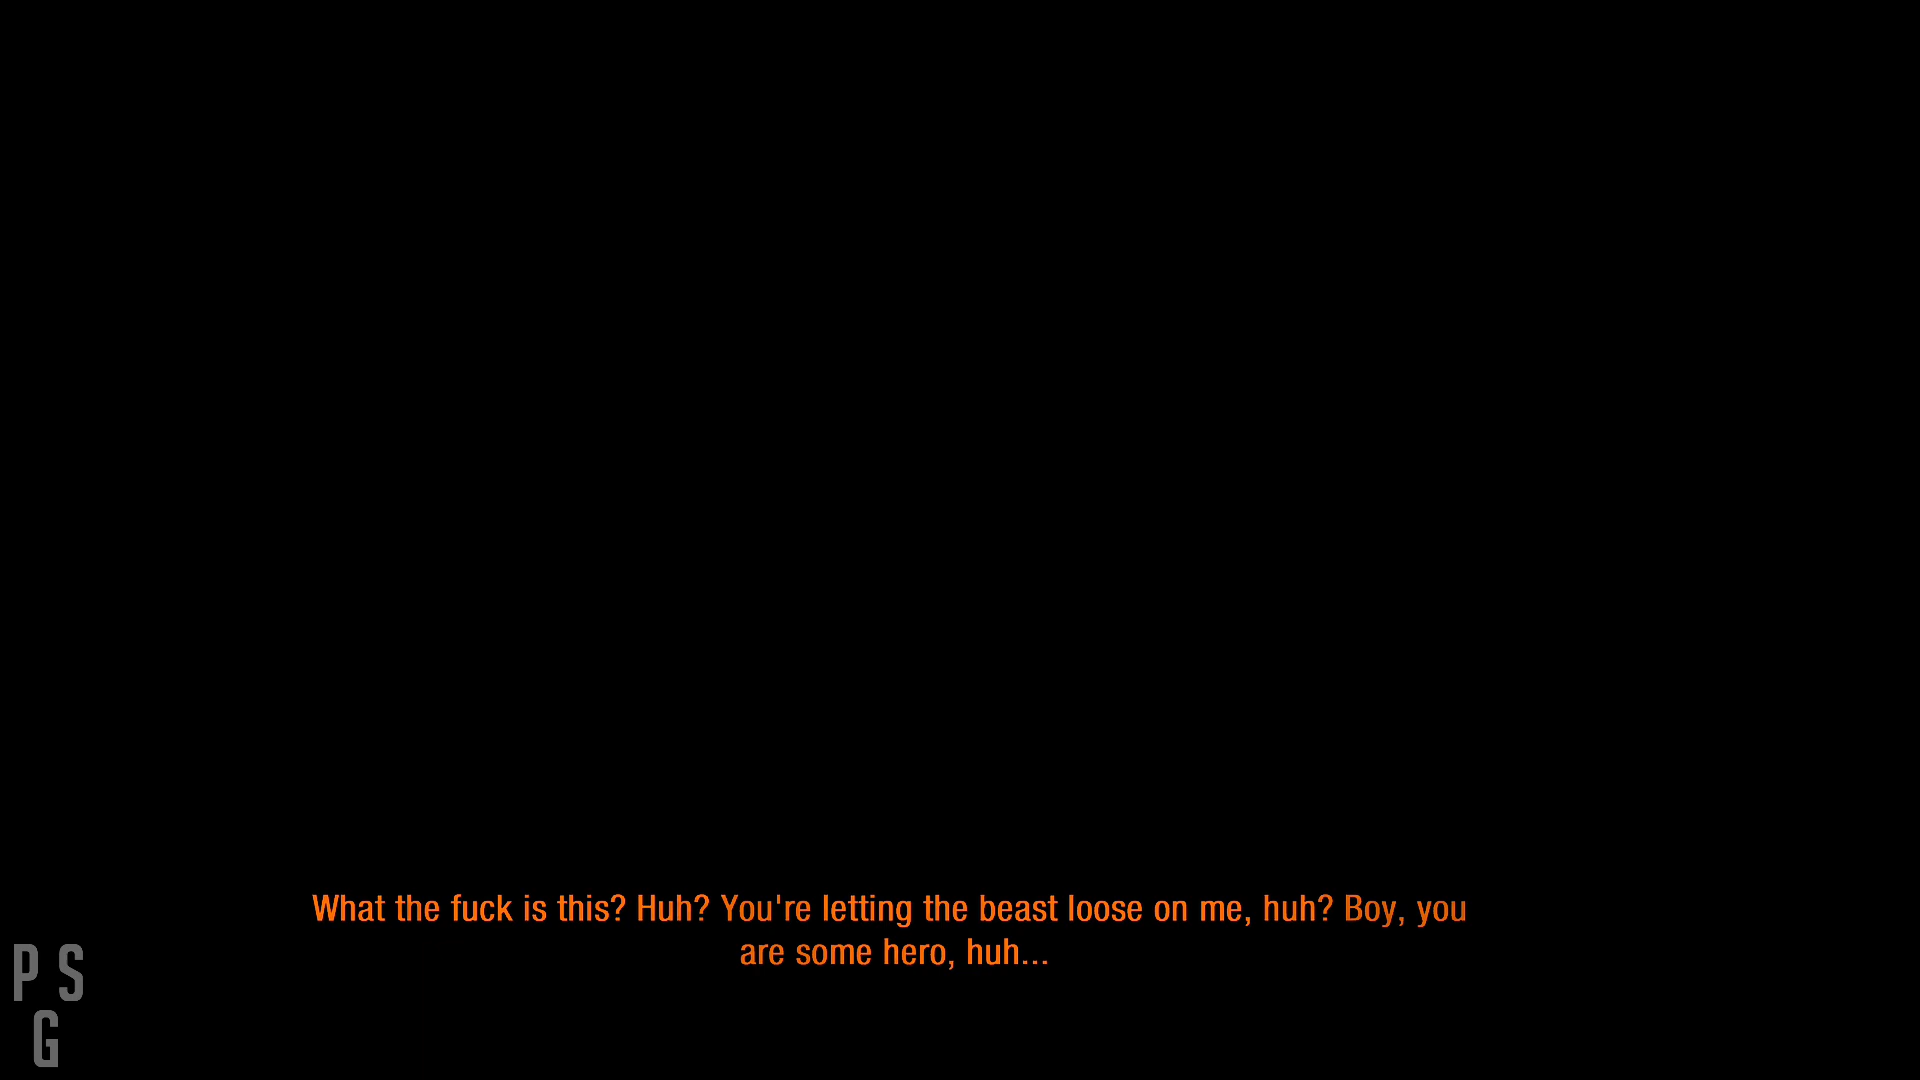 What the fuck is this? Huh? You're letting the beast loose on me, huh? Boy, you
are some hero, huh...
P S
G